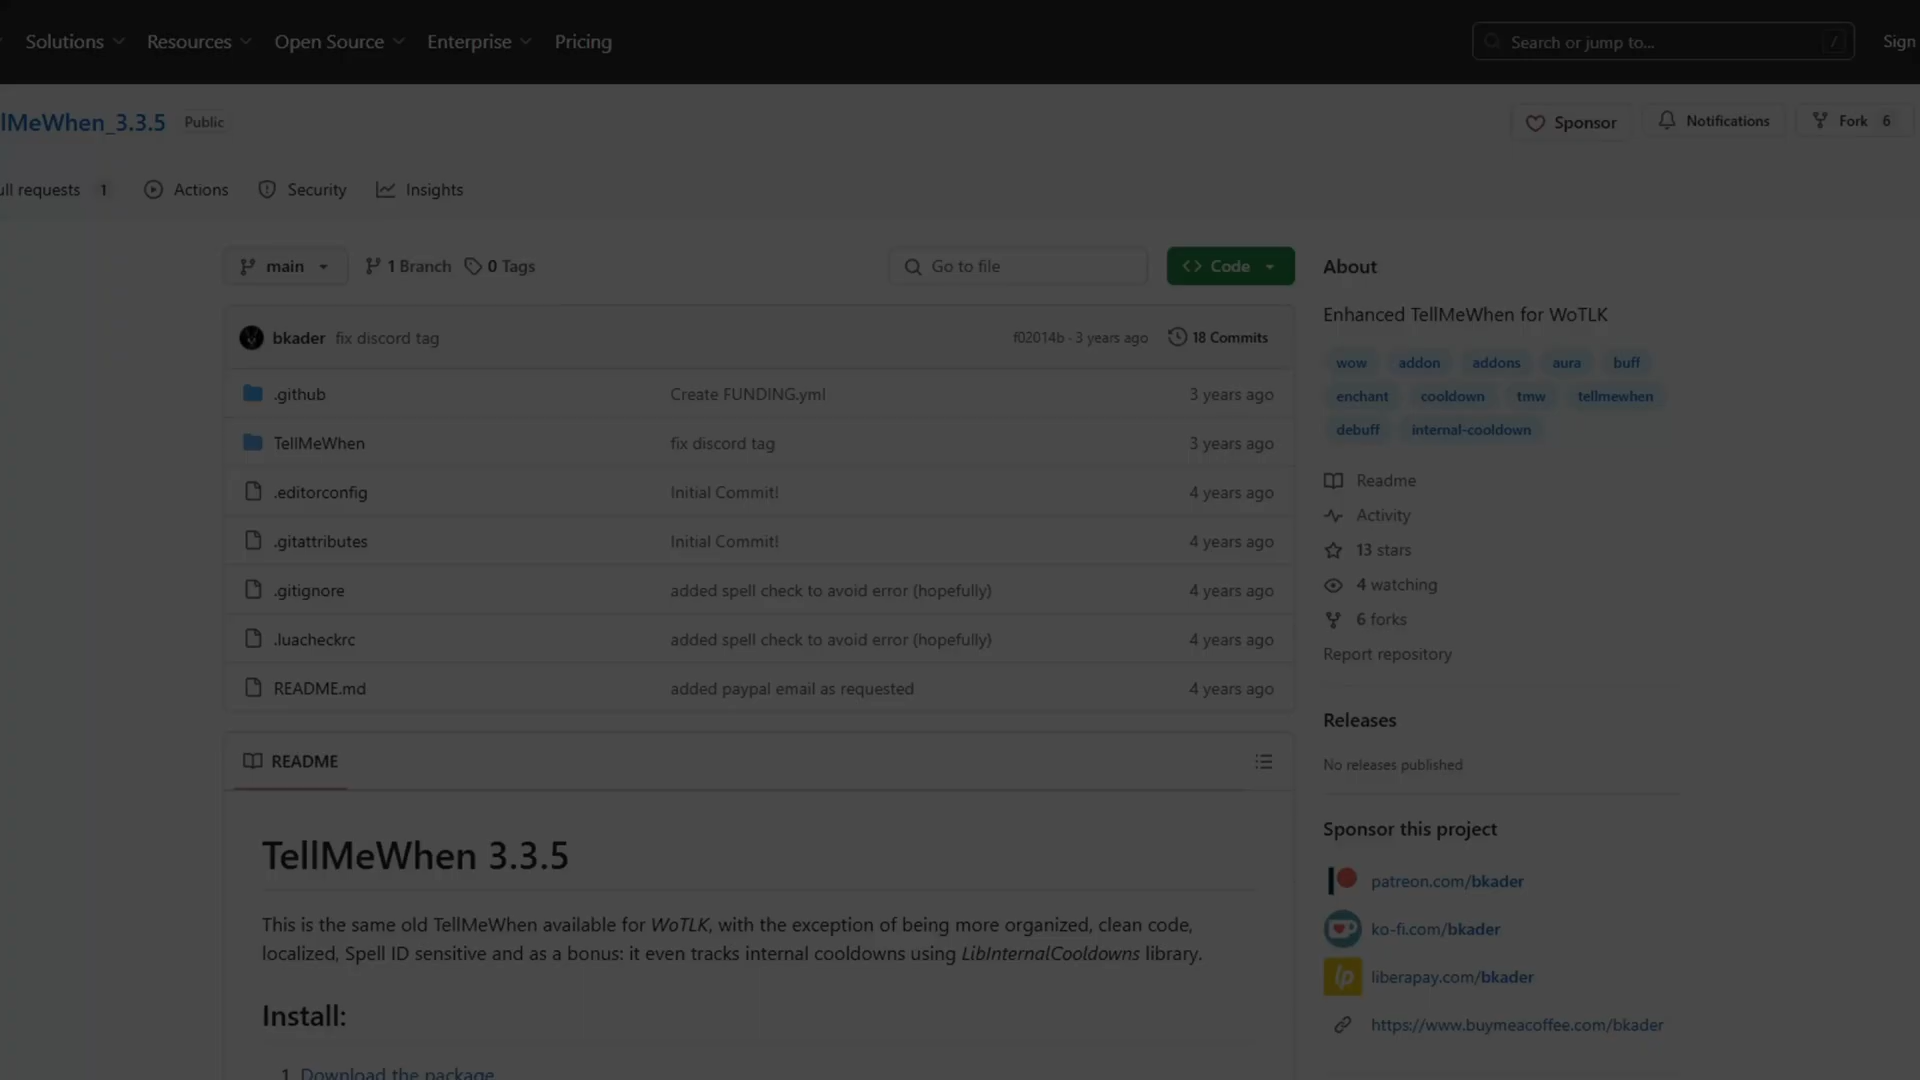 Solutions Resources Open Source Enterprise Pricing Search or jump to... / Sign
lMeWhen_3.3.5 Public Sponsor Notifications Fork 6
ull requests 1 Actions Security Insights
main 1 Branch 0 Tags Go to file Code
bkader fix discord tag f02014b · 3 years ago 18 Commits
.github Create FUNDING.yml 3 years ago
TellMeWhen fix discord tag 3 years ago
.editorconfig Initial Commit! 4 years ago
.gitattributes Initial Commit! 4 years ago
.gitignore added spell check to avoid error (hopefully) 4 years ago
.luacheckrc added spell check to avoid error (hopefully) 4 years ago
README.md added paypal email as requested 4 years ago
README
TellMeWhen 3.3.5
This is the same old TellMeWhen available for WoTLK, with the exception of being more organized, clean code,
localized, Spell ID sensitive and as a bonus: it even tracks internal cooldowns using LibInternalCooldowns library.
Install:
1. Download the package
About
Enhanced TellMeWhen for WoTLK
wow addon addons aura buff
enchant cooldown tmw tellmewhen
debuff internal-cooldown
Readme
Activity
13 stars
4 watching
6 forks
Report repository
Releases
No releases published
Sponsor this project
patreon.com/bkader
ko-fi.com/bkader
lp liberapay.com/bkader
https://www.buymeacoffee.com/bkader